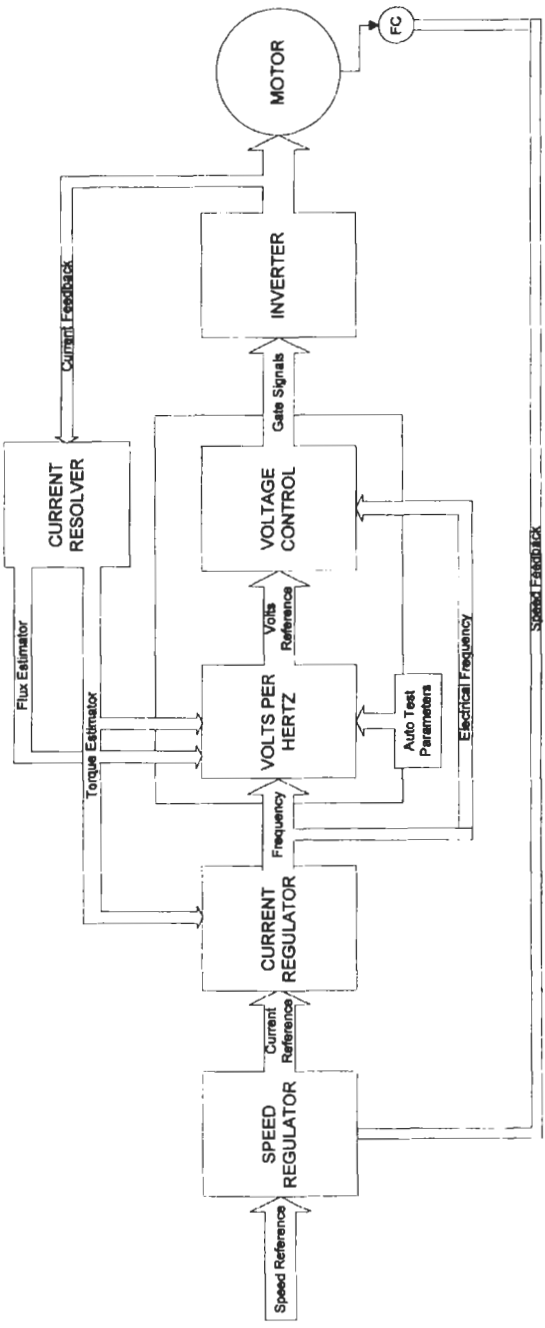 Speed Reference
SPEED
REGULATOR
Current
Reference
CURRENT
REGULATOR
Frequency
VOLTS PER
HERTZ
Volts
Reference
VOLTAGE
CONTROL
Gate Signals
INVERTER
MOTOR
FC
Current Feedback
CURRENT
RESOLVER
Flux Estimator
Torque Estimator
Auto Test
Parameters
Electrical Frequency
Speed Feedback